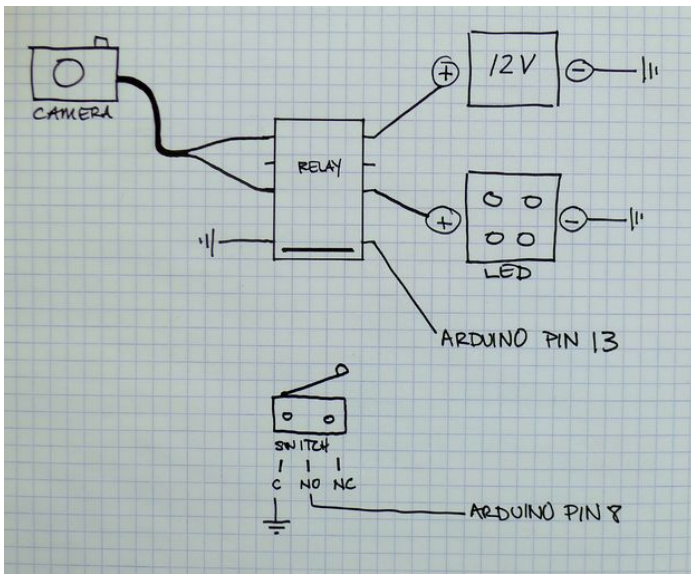 12V
CAMERA
RELAY
LED
ARDUINO PIN 13
SWITCH
C NO NC
ARDUINO PIN 8